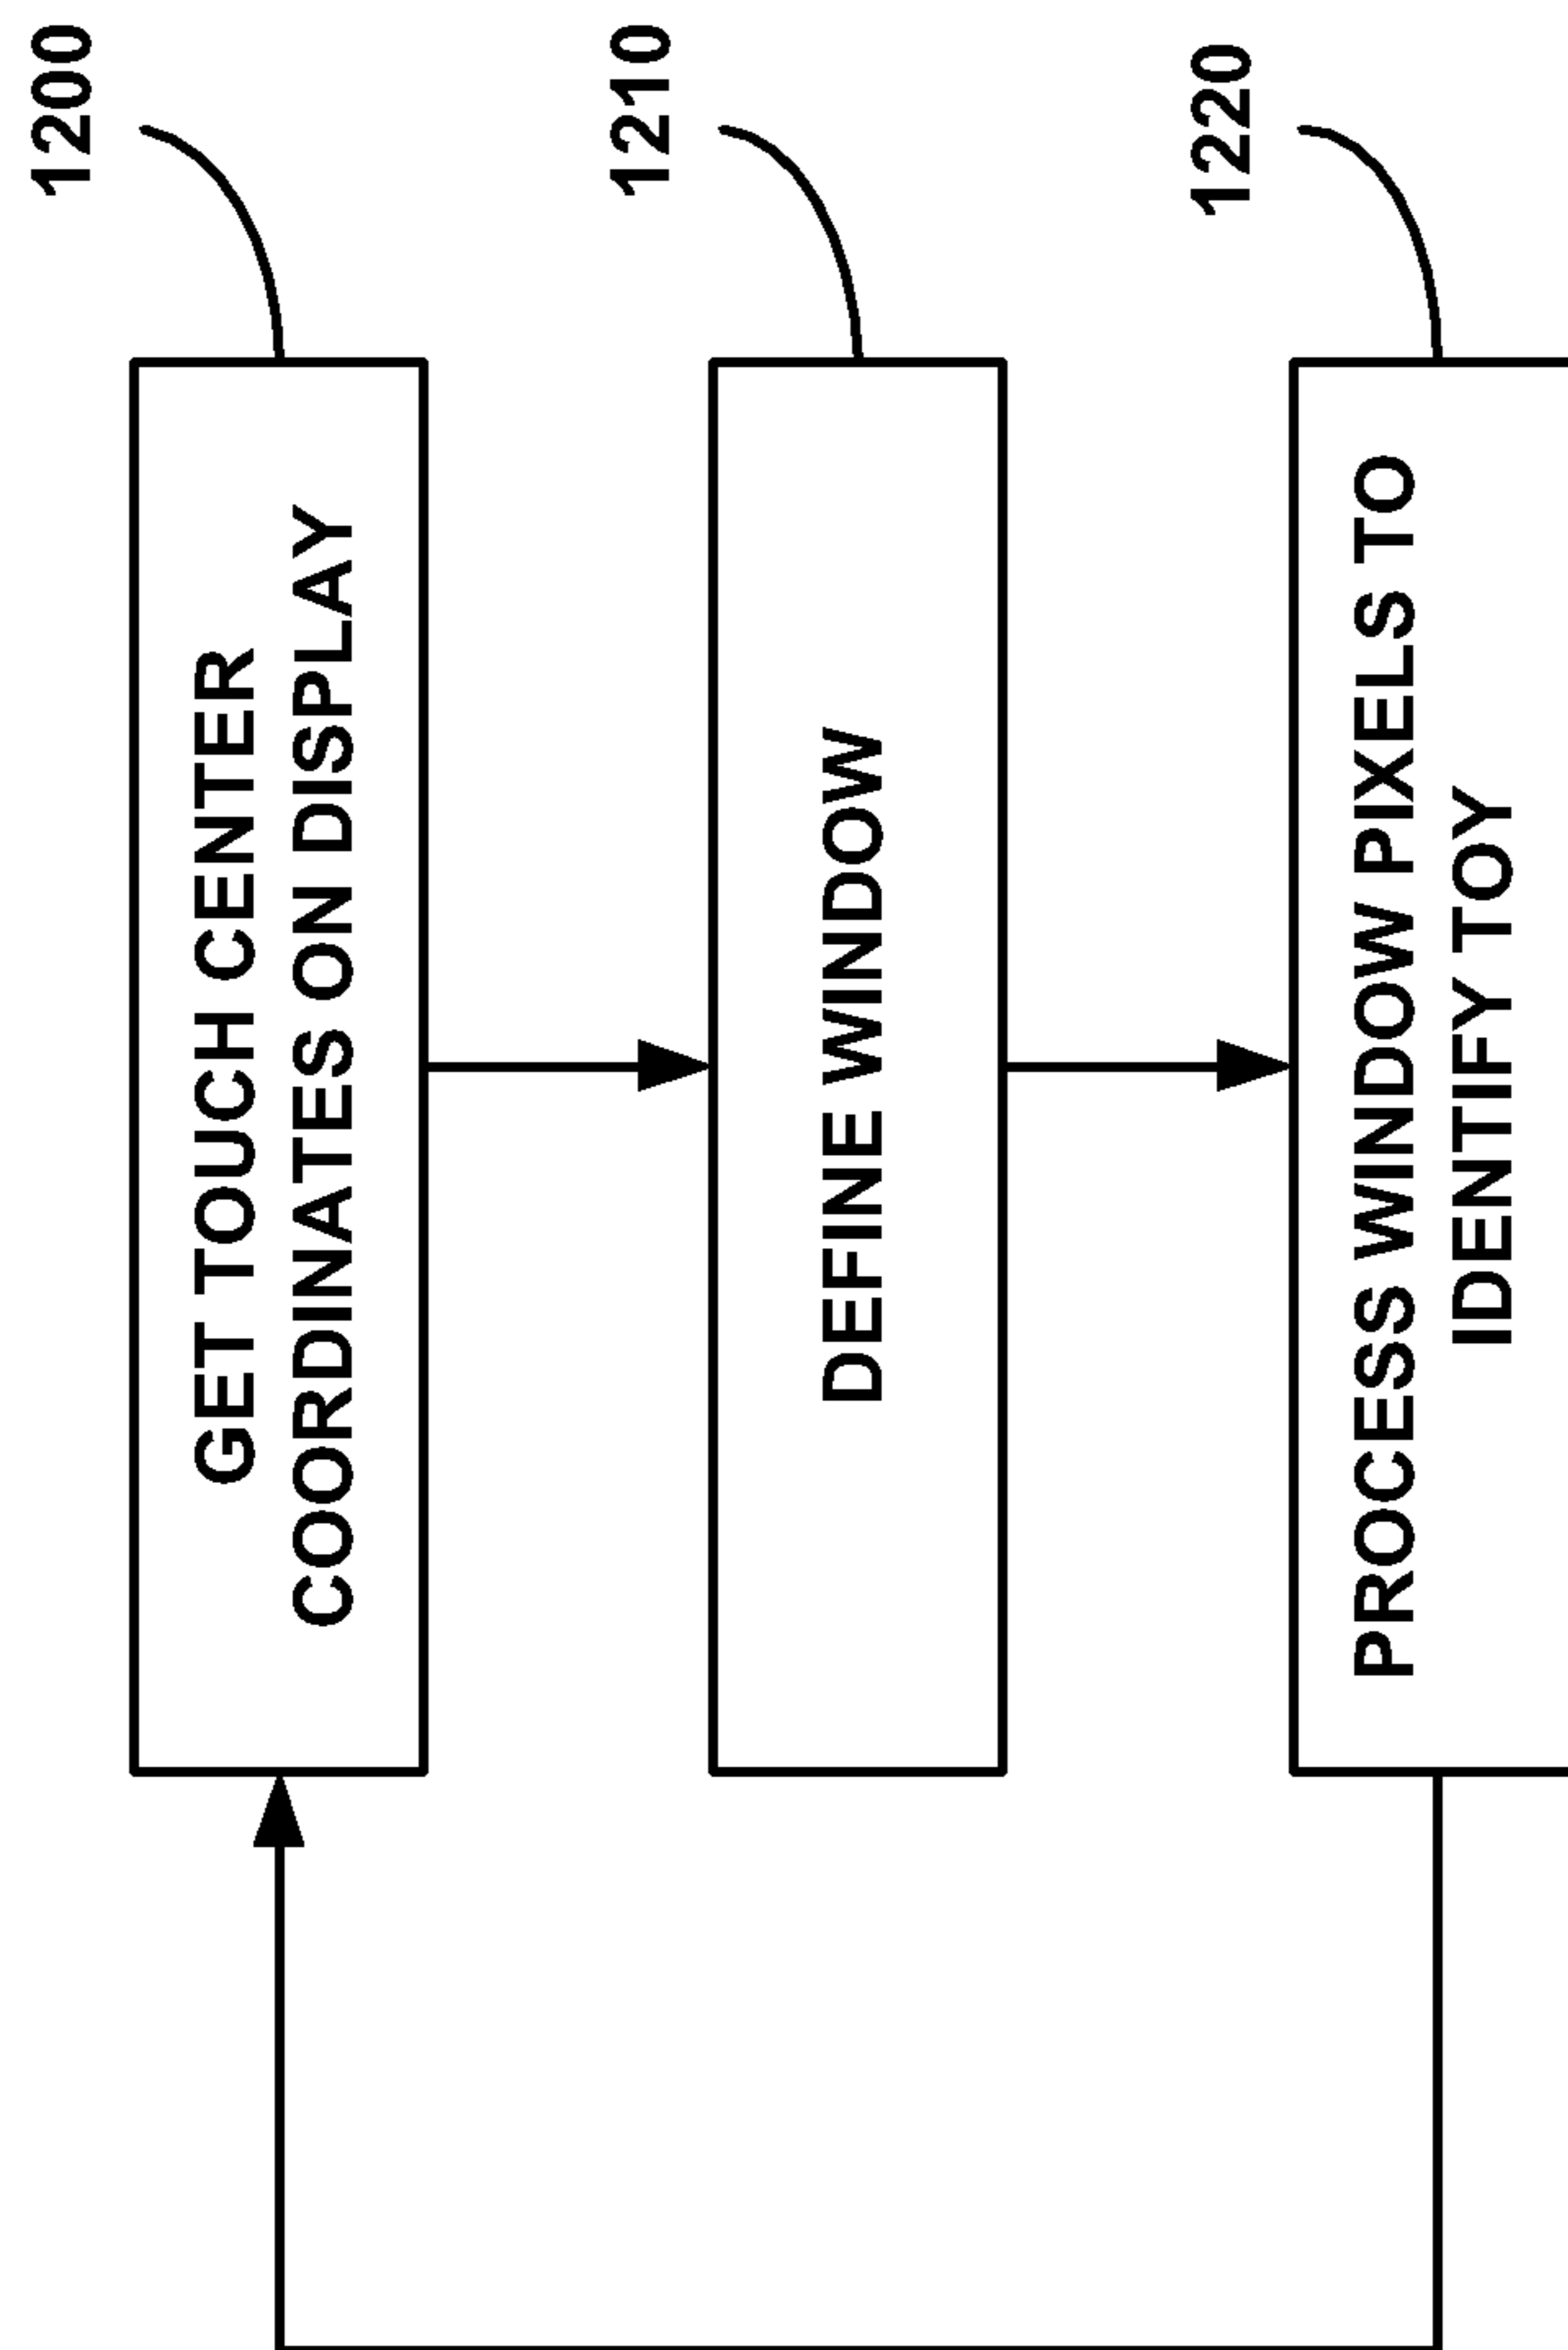 1200
GET TOUCH CENTER
COORDINATES ON DISPLAY
1210
DEFINE WINDOW
1220
PROCESS WINDOW PIXELS TO
IDENTIFY TOY